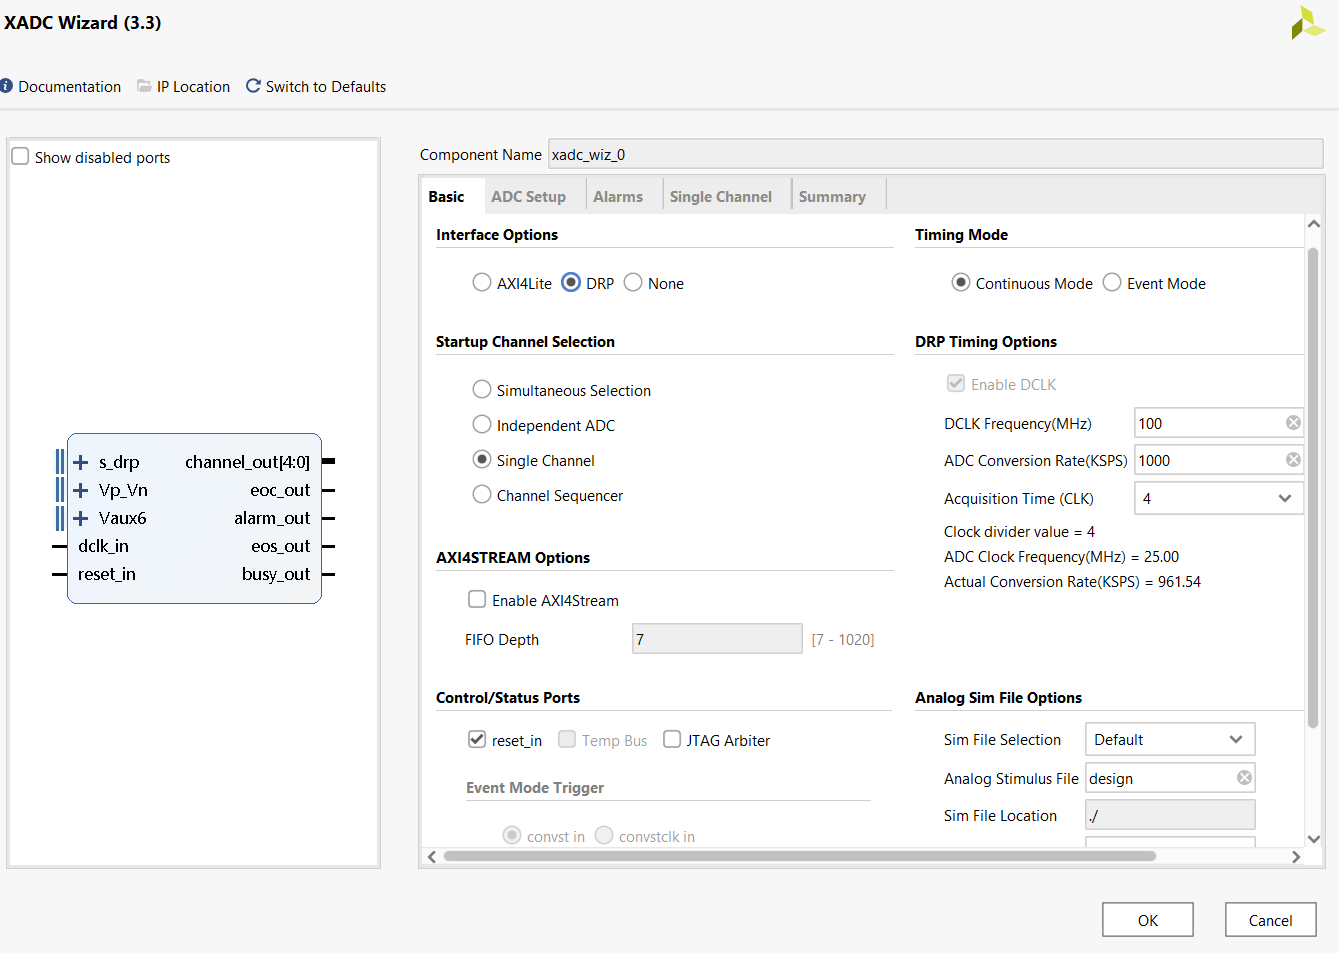 XADC Wizard (3.3)
Documentation IP Location Switch to Defaults
Show disabled ports
s_drp channel_out[4:0]
Vp_Vn eoc_out
Vaux6 alarm_out
dclk_in eos_out
reset_in busy_out
Component Name xadc_wiz_0
Basic ADC Setup Alarms Single Channel Summary
Interface Options
AXI4Lite DRP None
Startup Channel Selection
Simultaneous Selection
Independent ADC
Single Channel
Channel Sequencer
AXI4STREAM Options
Enable AXI4Stream
FIFO Depth 7 [7 - 1020]
Control/Status Ports
reset_in Temp Bus JTAG Arbiter
Event Mode Trigger
convst in convstclk in
Timing Mode
Continuous Mode Event Mode
DRP Timing Options
Enable DCLK
DCLK Frequency(MHz) 100
ADC Conversion Rate(KSPS) 1000
Acquisition Time (CLK) 4
Clock divider value = 4
ADC Clock Frequency(MHz) = 25.00
Actual Conversion Rate(KSPS) = 961.54
Analog Sim File Options
Sim File Selection Default
Analog Stimulus File design
Sim File Location ./
OK Cancel